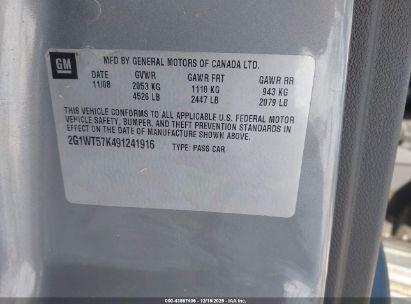 GM
MFD BY GENERAL MOTORS OF CANADA LTD.
DATE GVWR GAWR FRT GAWR RR
11/08 2053 KG 1110 KG 943 KG
4526 LB 2447 LB 2079 LB
THIS VEHICLE CONFORMS TO ALL APPLICABLE U.S. FEDERAL MOTOR
VEHICLE SAFETY, BUMPER, AND THEFT PREVENTION STANDARDS IN
EFFECT ON THE DATE OF MANUFACTURE SHOWN ABOVE.
2G1WT57K491241916 TYPE: PASS CAR